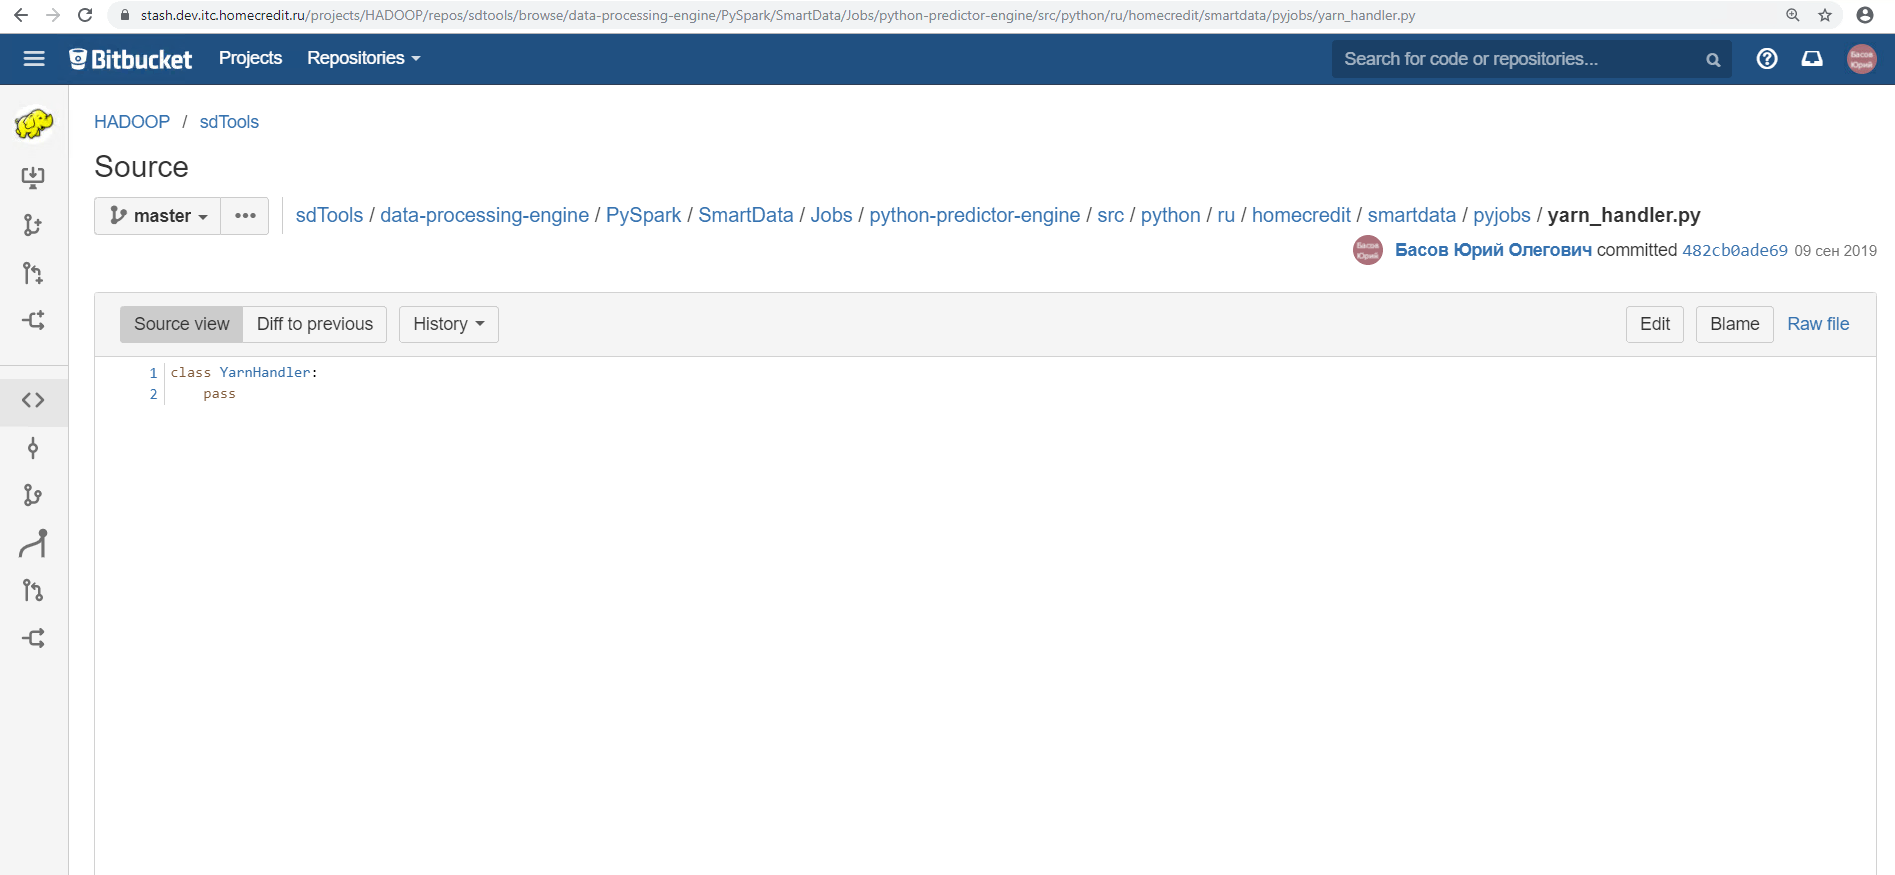 stash.dev.itc.homecredit.ru/projects/HADOOP/repos/sdtools/browse/data-processing-engine/PySpark/SmartData/Jobs/python-predictor-engine/src/python/ru/homecredit/smartdata/pyjobs/yarn_handler.py
Bitbucket Projects Repositories Search for code or repositories... Басов Юрий
HADOOP / sdTools
Source
master ••• sdTools / data-processing-engine / PySpark / SmartData / Jobs / python-predictor-engine / src / python / ru / homecredit / smartdata / pyjobs / yarn_handler.py
Басов Юрий Басов Юрий Олегович committed 482cb0ade69 09 сен 2019
Source view Diff to previous History Edit Blame Raw file
1 class YarnHandler:
2     pass